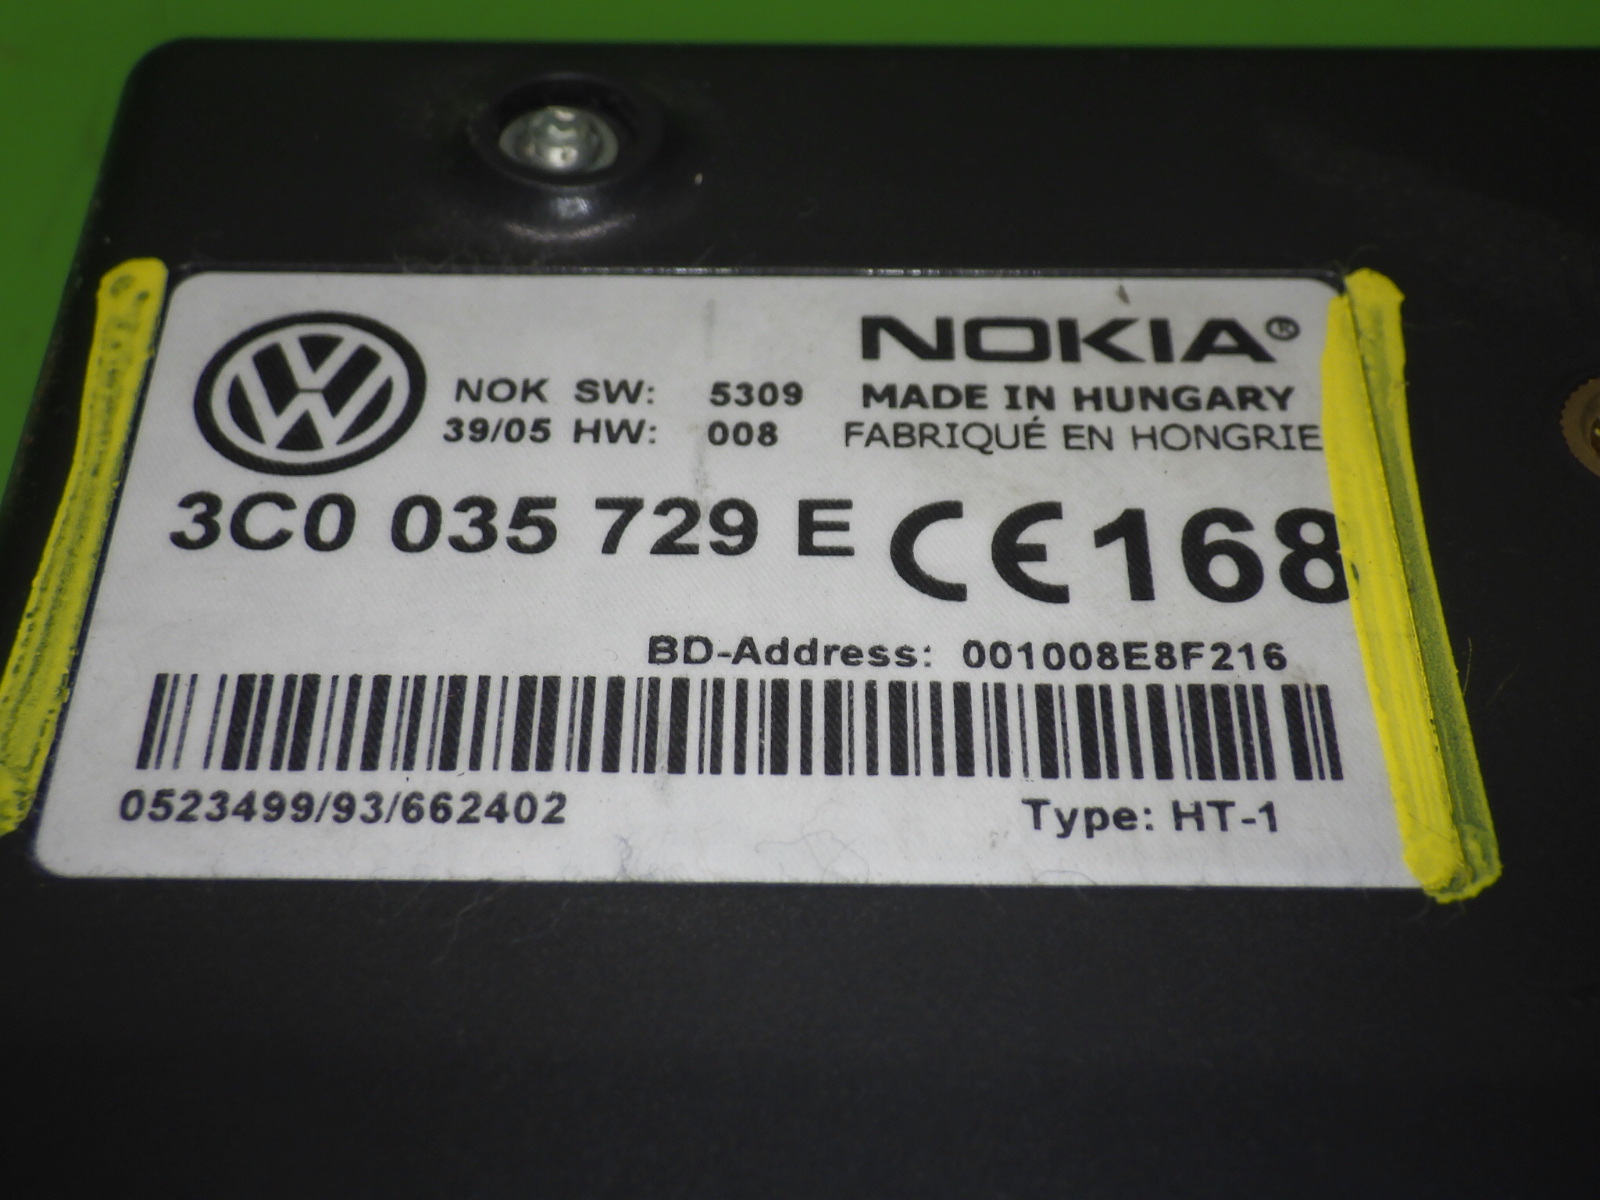 NOKIA®
NOK SW: 5309
MADE IN HUNGARY
39/05 HW: 008
FABRIQUÉ EN HONGRIE
3C0 035 729 E CE168
BD-Address: 001008E8F216
0523499/93/662402
Type: HT-1